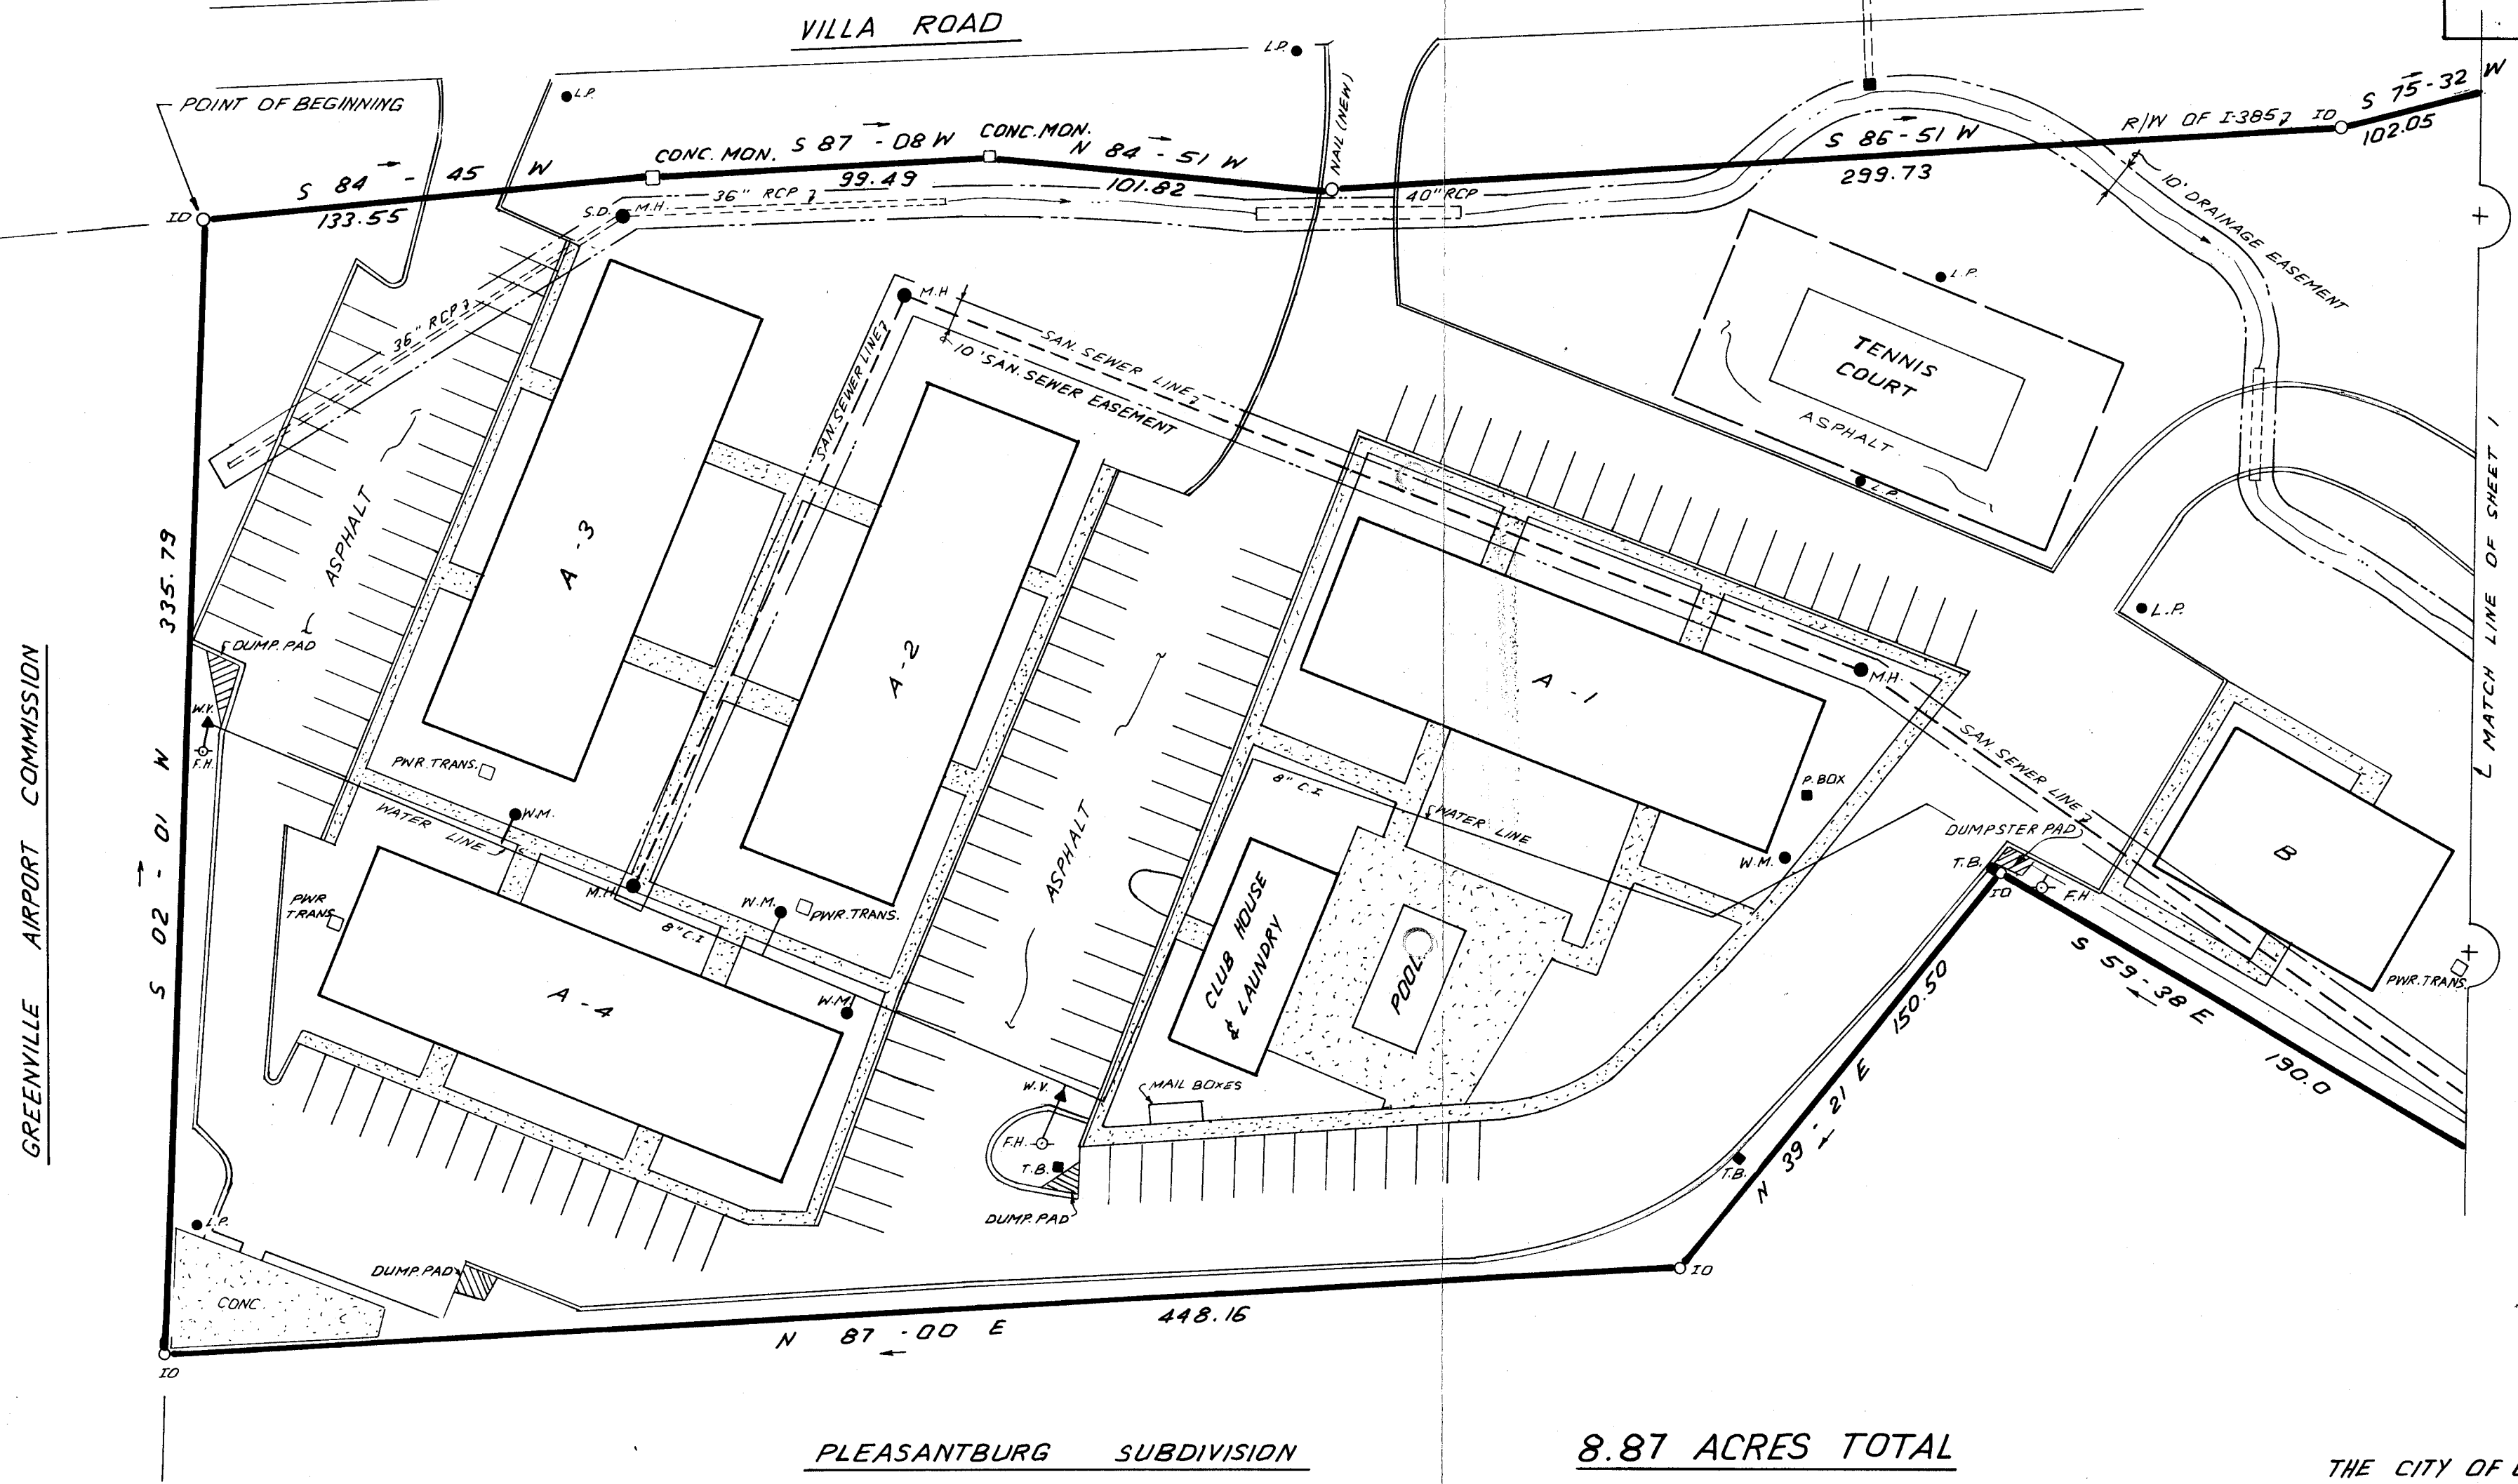 VILLA ROAD
L.P.
L.P.
POINT OF BEGINNING
NAIL (NEW)
S 75-32 W
102.05
IO
R/W OF I-385
S 86-51 W
299.73
CONC. MON.
N 84-51 W
101.82
S 87-08 W
99.49
CONC. MON.
S 84-45 W
133.55
IO
S.D.
M.H.
36" RCP
40" RCP
10' DRAINAGE EASEMENT
36" RCP
M.H
SAN. SEWER LINE
10' SAN. SEWER EASEMENT
SAN. SEWER LINE
L.P.
TENNIS
COURT
ASPHALT
L.P
MATCH LINE OF SHEET 1
ASPHALT
335.79
S 02-01 W
GREENVILLE AIRPORT COMMISSION
A-3
A-2
A-1
L.P.
M.H.
SAN. SEWER LINE
DUMP. PAD
W.V.
F.H.
PWR. TRANS.
W.M.
WATER LINE
8" C.I.
WATER LINE
P. BOX
W.M.
DUMPSTER PAD
T.B.
IO
F.H.
B
PWR. TRANS.
ASPHALT
M.H.
W.M.
PWR. TRANS.
8" C.I
PWR
TRANS.
A-4
W.M.
CLUB HOUSE
& LAUNDRY
POOL
S 59-38 E
190.0
150.50
N 39-21 E
W.V.
MAIL BOXES
F.H.
T.B.
T.B.
DUMP. PAD
L.P.
DUMP. PAD
CONC.
IO
IO
N 87-00 E
448.16
PLEASANTBURG SUBDIVISION
8.87 ACRES TOTAL
THE CITY OF